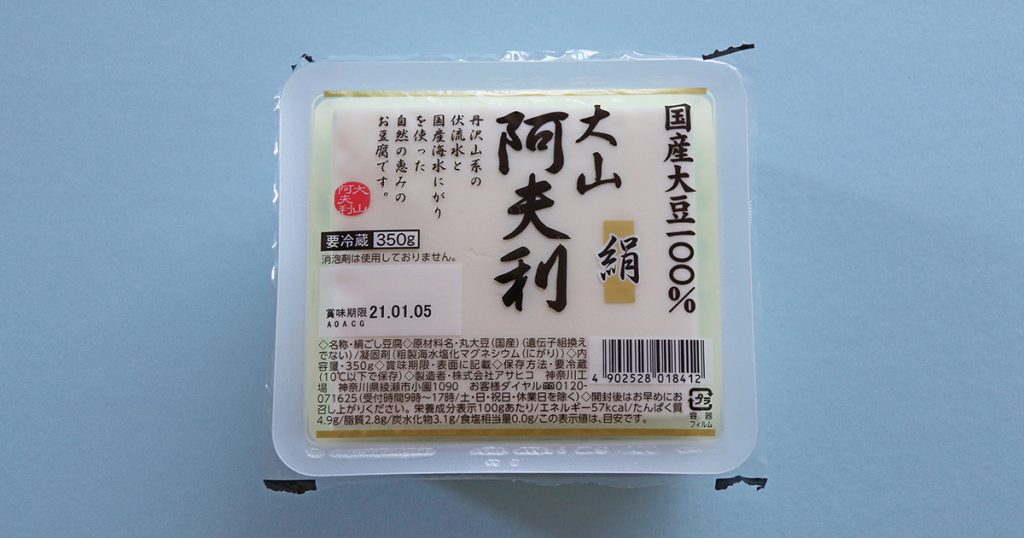 国産大豆一〇〇%
大山
阿夫利
絹
丹沢山系の
伏流水と
国産海水にがり
を使った
自然の恵みの
お豆腐です。
大山
阿夫利
要冷蔵 350g
消泡剤は使用しておりません。
賞味期限 21.01.05
A0ACG
◇名称・絹ごし豆腐◇原材料名・丸大豆(国産)(遺伝子組換え
でない)/凝固剤(粗製海水塩化マグネシウム(にがり))◇内
容量・350g◇賞味期限・表面に記載◇保存方法・要冷蔵
(10℃以下で保存)◇製造者・株式会社アサヒコ 神奈川工
場 神奈川県綾瀬市小園1090 お客様ダイヤル 0120-
071625(受付時間9時〜17時/土・日・祝日・休業日を除く)◇開封後はお早めにお
召し上がりください。栄養成分表示100gあたり/エネルギー57kcal/たんぱく質
4.9g/脂質2.8g/炭水化物3.1g/食塩相当量0.0g/この表示値は、目安です。
4 902528 018412
プラ
容器
フィルム